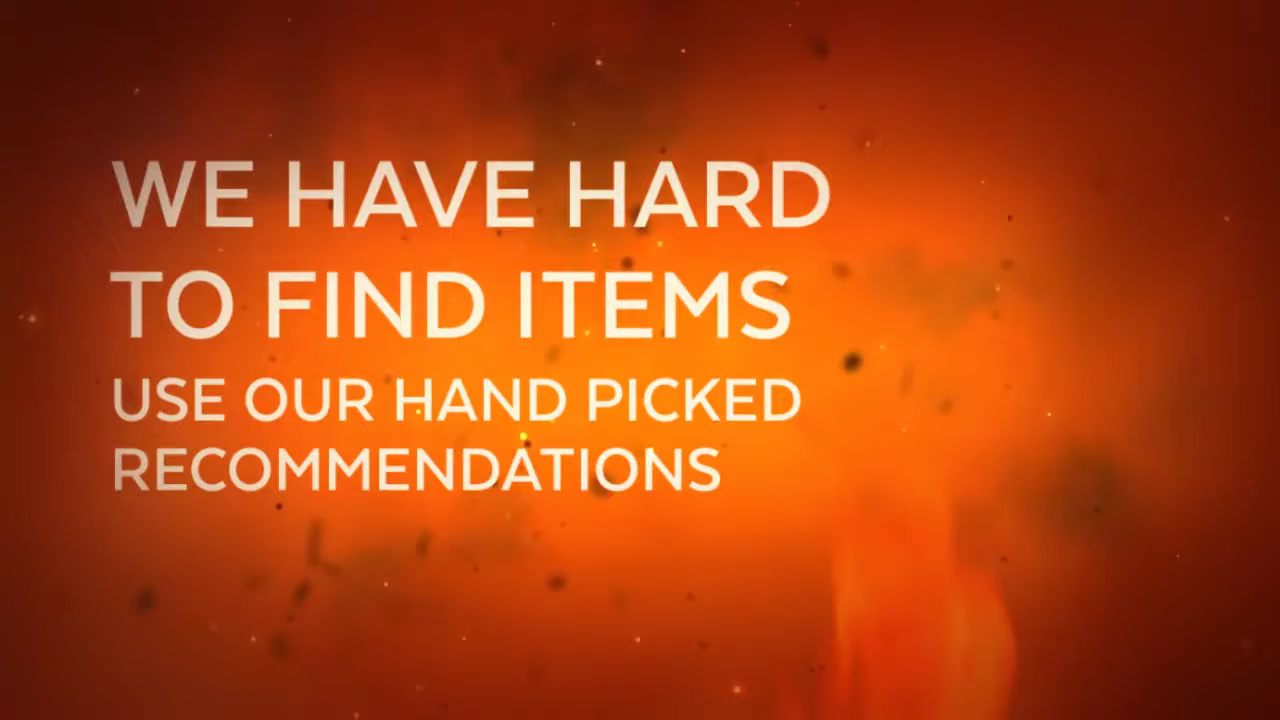 WE HAVE HARD
TO FIND ITEMS
USE OUR HAND PICKED
RECOMMENDATIONS